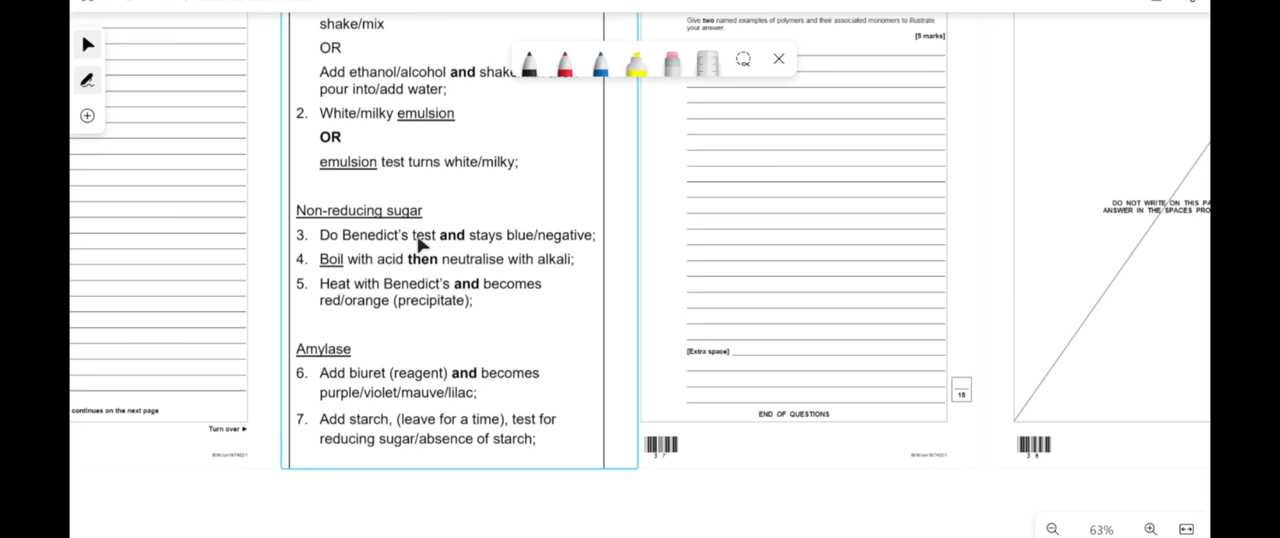 shake/mix
OR
Add ethanol/alcohol and shake
pour into/add water;
2. White/milky emulsion
OR
emulsion test turns white/milky;
Non-reducing sugar
3. Do Benedict's test and stays blue/negative;
4. Boil with acid then neutralise with alkali;
5. Heat with Benedict's and becomes
red/orange (precipitate);
Amylase
6. Add biuret (reagent) and becomes
purple/violet/mauve/lilac;
7. Add starch, (leave for a time), test for
reducing sugar/absence of starch;
continues on the next page
Turn over
Give two named examples of polymers and their associated monomers to illustrate
your answer
[5 marks]
[Extra space]
15
END OF QUESTIONS
3 7
DO NOT WRITE ON THIS PA
ANSWER IN THE SPACES PRO
3 8
63%